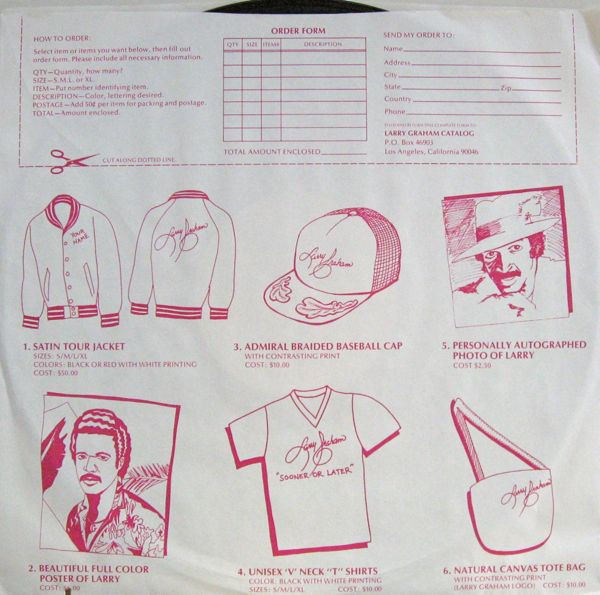 HOW TO ORDER:
Select item or items you want below, then fill out
order form. Please include all necessary information.
QTY—Quantity, how many?
SIZE—S,M,L, or XL.
ITEM—Put number identifying item.
DESCRIPTION—Color, lettering desired.
POSTAGE—Add 50¢ per item for packing and postage.
TOTAL—Amount enclosed.
CUT ALONG DOTTED LINE.
ORDER FORM
QTY SIZE ITEM# DESCRIPTION
TOTAL AMOUNT ENCLOSED
SEND MY ORDER TO:
Name
Address
City
State Zip
Country
Phone
LARRY GRAHAM CATALOG
P.O. Box 46903
Los Angeles, California 90046
YOUR
NAME
Larry Graham
1. SATIN TOUR JACKET
SIZES: S/M/L/XL
COLORS: BLACK OR RED WITH WHITE PRINTING
COST: $50.00
Larry Graham
3. ADMIRAL BRAIDED BASEBALL CAP
WITH CONTRASTING PRINT
COST: $10.00
5. PERSONALLY AUTOGRAPHED
PHOTO OF LARRY
COST $2.50
2. BEAUTIFUL FULL COLOR
POSTER OF LARRY
Larry Graham
"SOONER OR LATER"
4. UNISEX 'V' NECK "T" SHIRTS
COLOR: BLACK WITH WHITE PRINTING
SIZES: S/M/L/XL COST: $10.00
Larry Graham
6. NATURAL CANVAS TOTE BAG
WITH CONTRASTING PRINT
(LARRY GRAHAM LOGO) COST: $10.00